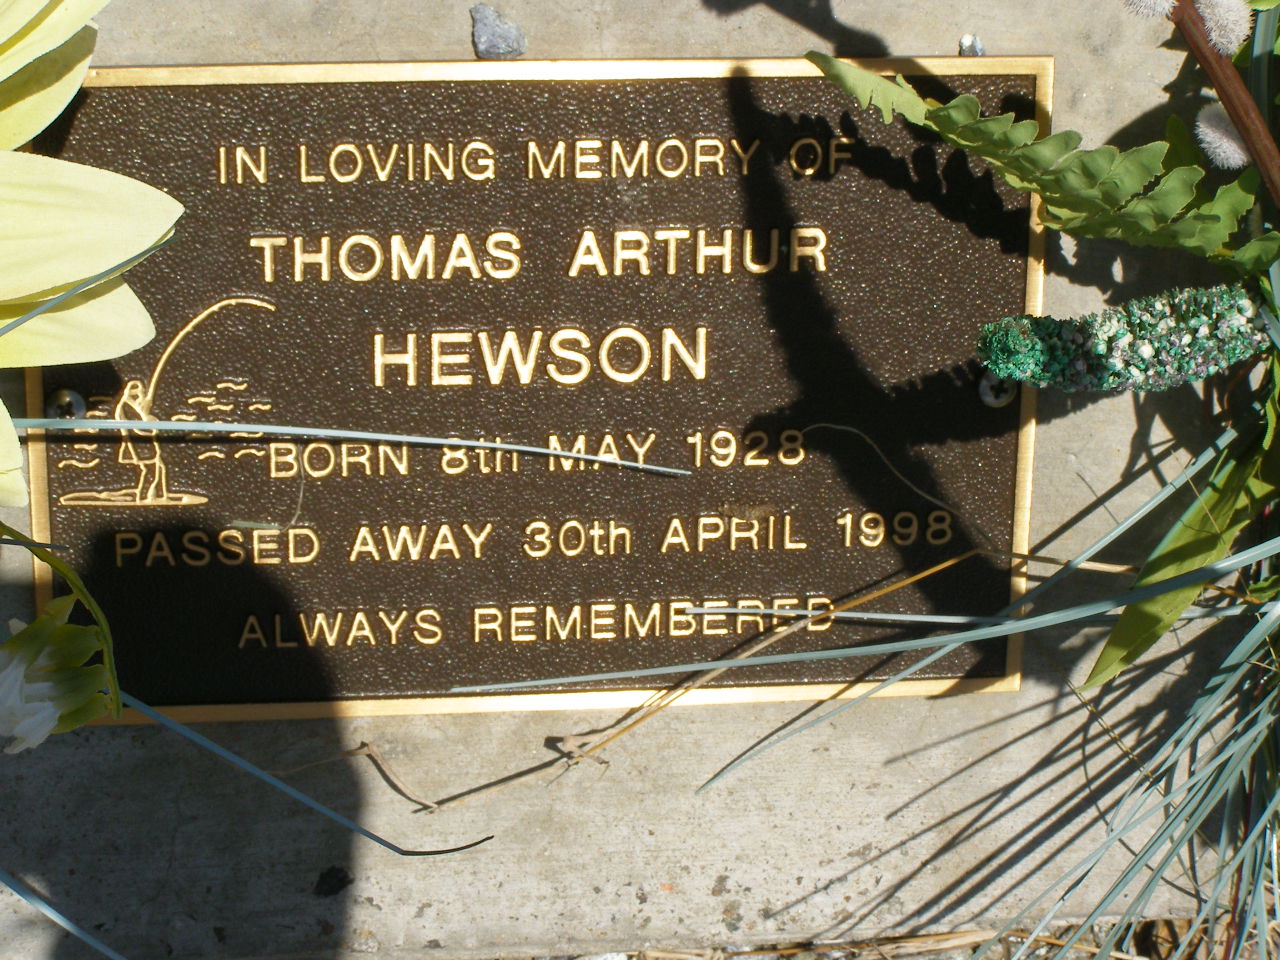 IN LOVING MEMORY OF
THOMAS ARTHUR
HEWSON
BORN 8th MAY 1928
PASSED AWAY 30th APRIL 1998
ALWAYS REMEMBERED